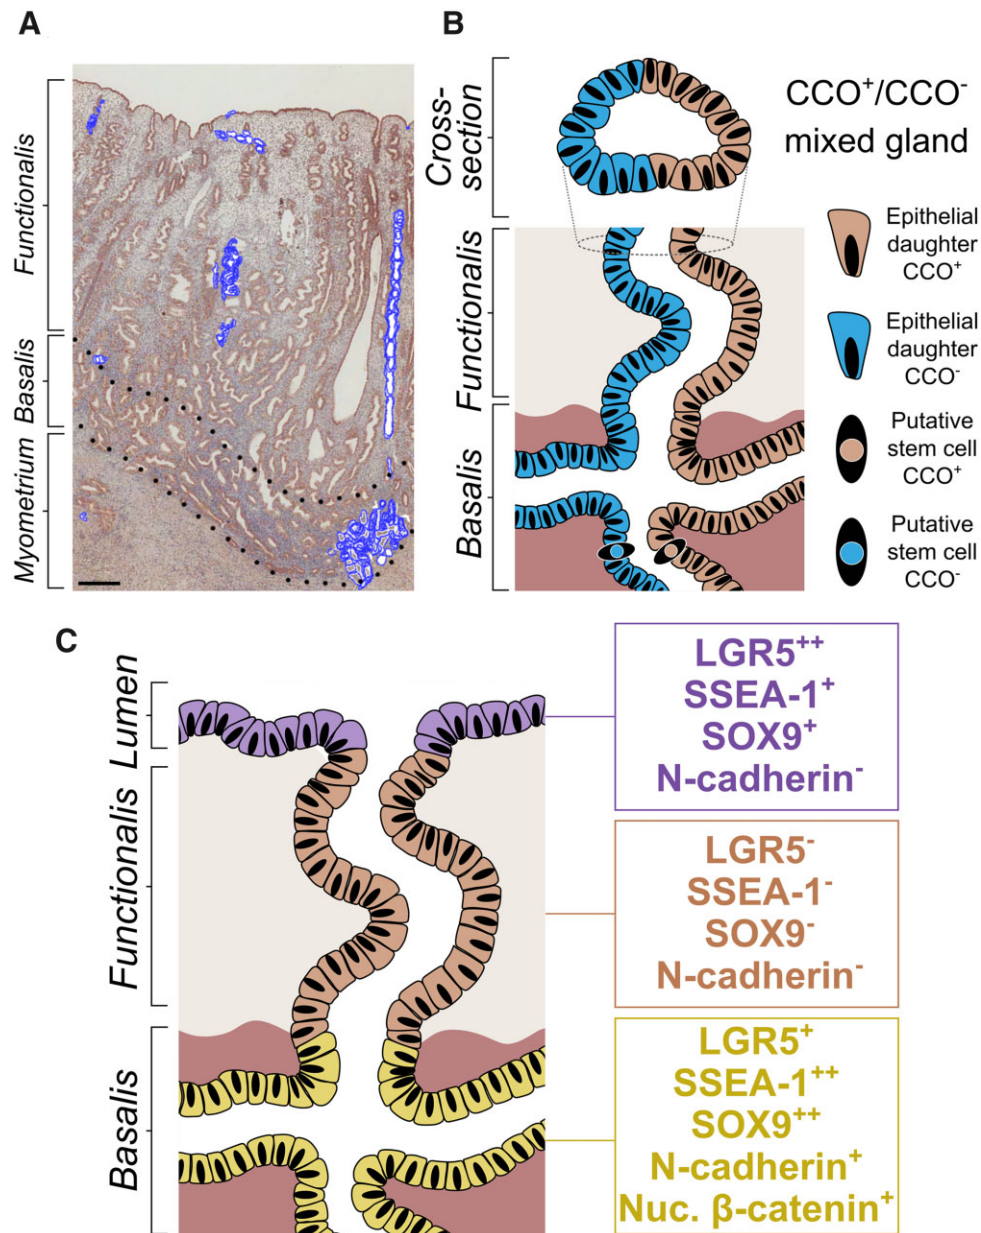 A
Functionalis
Basalis
Myometrium
B
Cross-
section
Functionalis
Basalis
CCO⁺/CCO⁻
mixed gland
Epithelial
daughter
CCO⁺
Epithelial
daughter
CCO⁻
Putative
stem cell
CCO⁺
Putative
stem cell
CCO⁻
C
Lumen
Functionalis
Basalis
LGR5⁺⁺
SSEA-1⁺
SOX9⁺
N-cadherin⁻
LGR5⁻
SSEA-1⁻
SOX9⁻
N-cadherin⁻
LGR5⁺
SSEA-1⁺⁺
SOX9⁺⁺
N-cadherin⁺
Nuc. β-catenin⁺